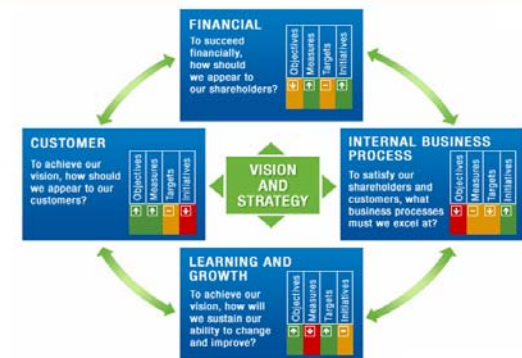 FINANCIAL
To succeed
financially,
how should
we appear to
our shareholders?
Objectives
Measures
Targets
Initiatives
CUSTOMER
To achieve our
vision, how should
we appear to our
customers?
Objectives
Measures
Targets
Initiatives
VISION
AND
STRATEGY
INTERNAL BUSINESS
PROCESS
To satisfy our
shareholders and
customers, what
business processes
must we excel at?
Objectives
Measures
Targets
Initiatives
LEARNING AND
GROWTH
To achieve our
vision, how will
we sustain our
ability to change
and improve?
Objectives
Measures
Targets
Initiatives